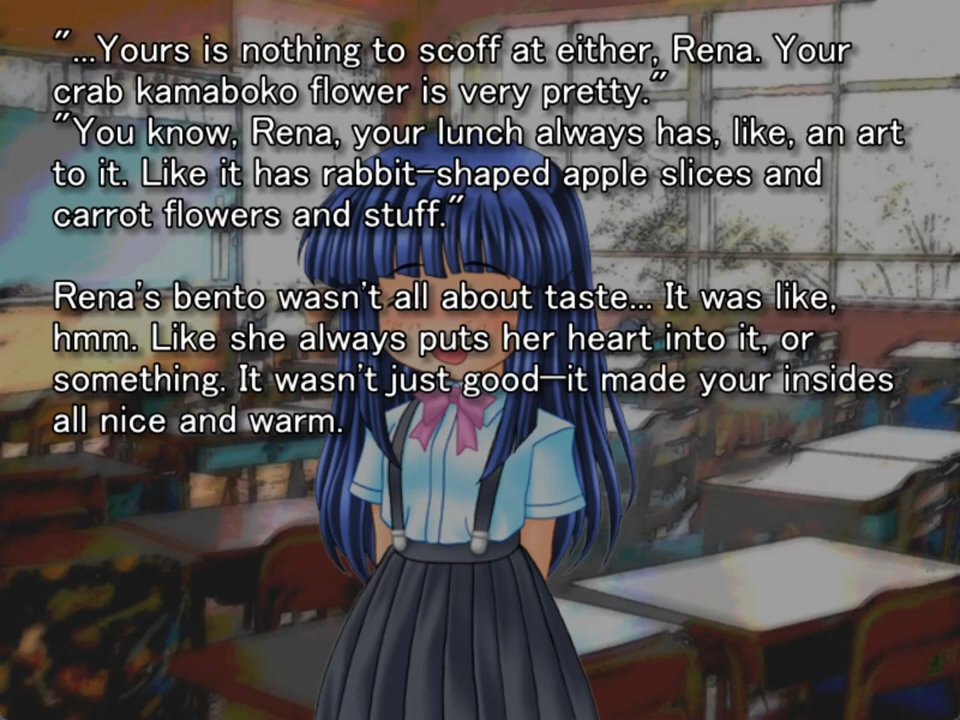 "...Yours is nothing to scoff at either, Rena. Your
crab kamaboko flower is very pretty."
"You know, Rena, your lunch always has, like, an art
to it. Like it has rabbit-shaped apple slices and
carrot flowers and stuff."
Rena's bento wasn't all about taste... It was like,
hmm. Like she always puts her heart into it, or
something. It wasn't just good—it made your insides
all nice and warm.